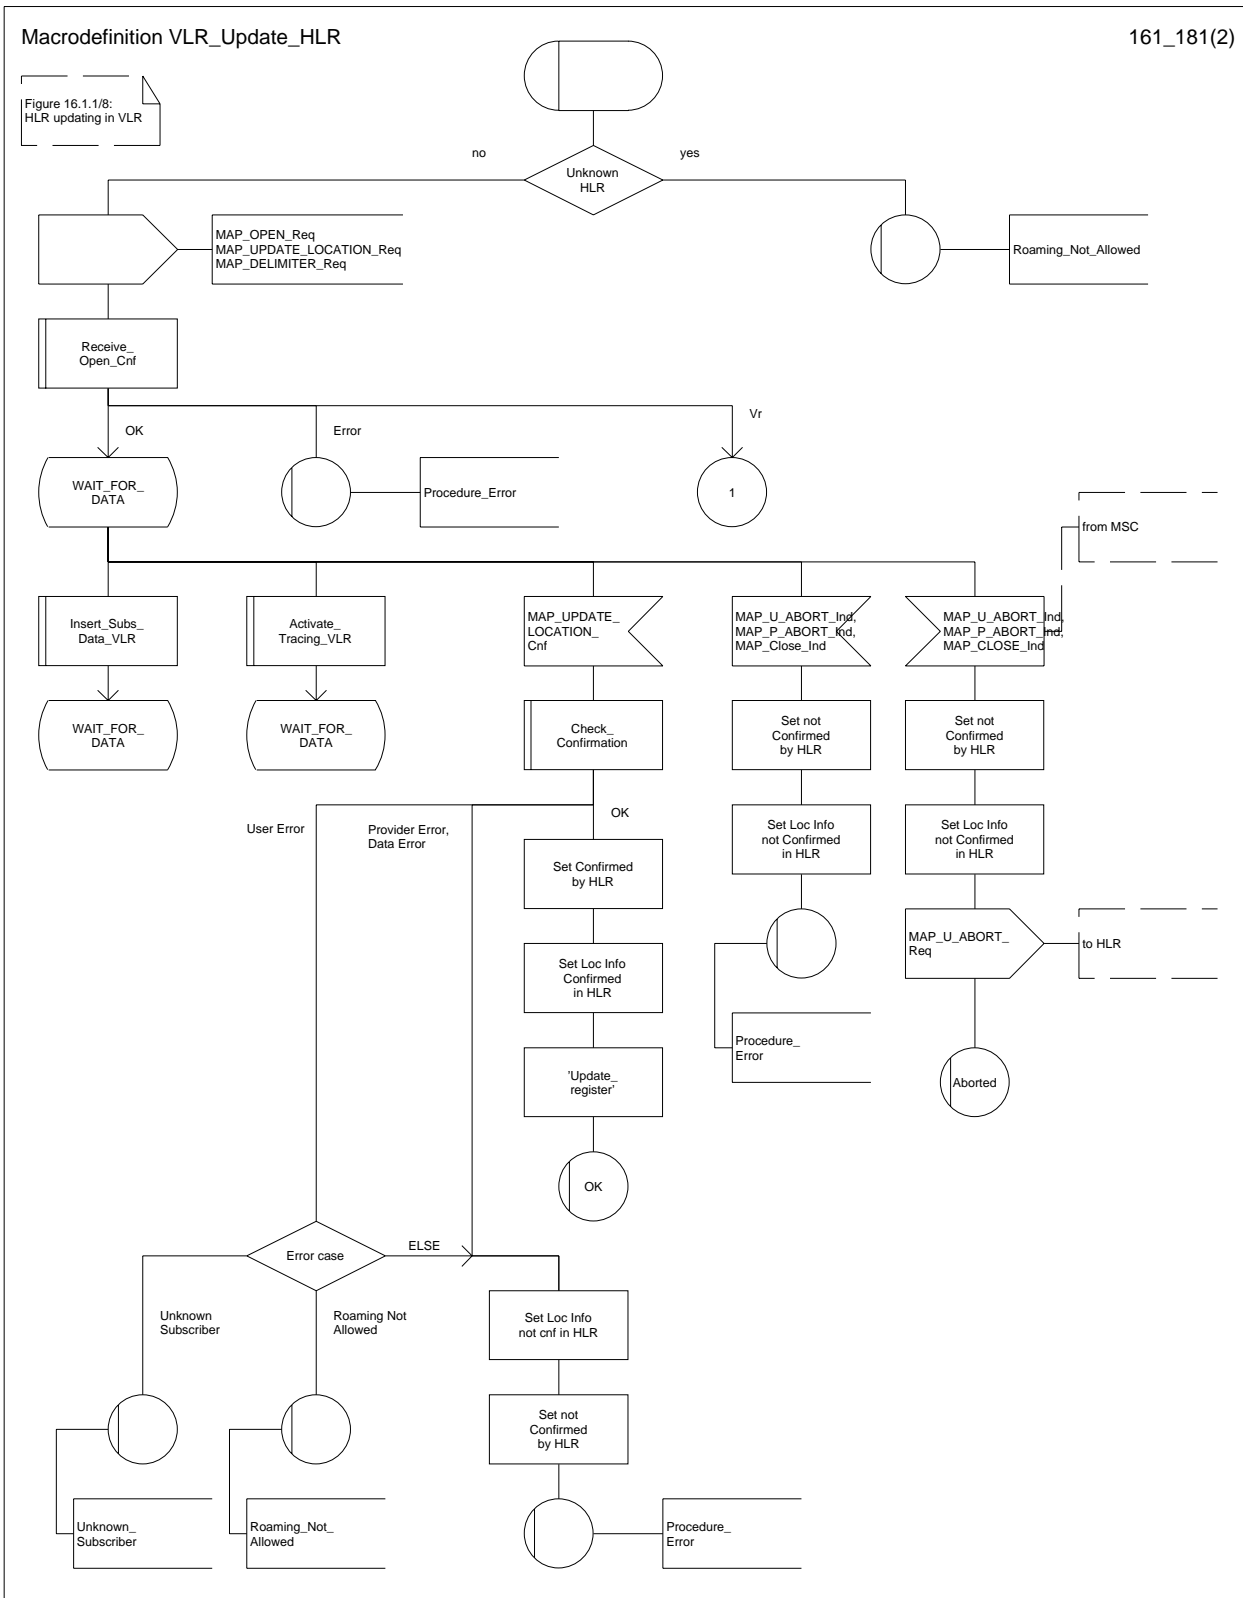 Macrodefinition VLR_Update_HLR
161_181(2)
Figure 16.1.1/8:
HLR updating in VLR
no
yes
Unknown
HLR
MAP_OPEN_Req
MAP_UPDATE_LOCATION_Req
MAP_DELIMITER_Req
Roaming_Not_Allowed
Receive_
Open_Cnf
Vr
OK
Error
WAIT_FOR_
DATA
Procedure_Error
1
from MSC
Insert_Subs_
Data_VLR
Activate_
Tracing_VLR
MAP_UPDATE_
LOCATION_
Cnf
MAP_U_ABORT_Ind,
MAP_P_ABORT_Ind,
MAP_Close_Ind
MAP_U_ABORT_Ind,
MAP_P_ABORT_Ind,
MAP_CLOSE_Ind
WAIT_FOR_
DATA
WAIT_FOR_
DATA
Check_
Confirmation
Set not
Confirmed
by HLR
Set not
Confirmed
by HLR
User Error
Provider Error,
Data Error
OK
Set Loc Info
not Confirmed
in HLR
Set Loc Info
not Confirmed
in HLR
Set Confirmed
by HLR
MAP_U_ABORT_
Req
to HLR
Set Loc Info
Confirmed
in HLR
Procedure_
Error
'Update_
register'
Aborted
OK
Error case
ELSE
Unknown
Subscriber
Roaming Not
Allowed
Set Loc Info
not cnf in HLR
Set not
Confirmed
by HLR
Unknown_
Subscriber
Roaming_Not_
Allowed
Procedure_
Error